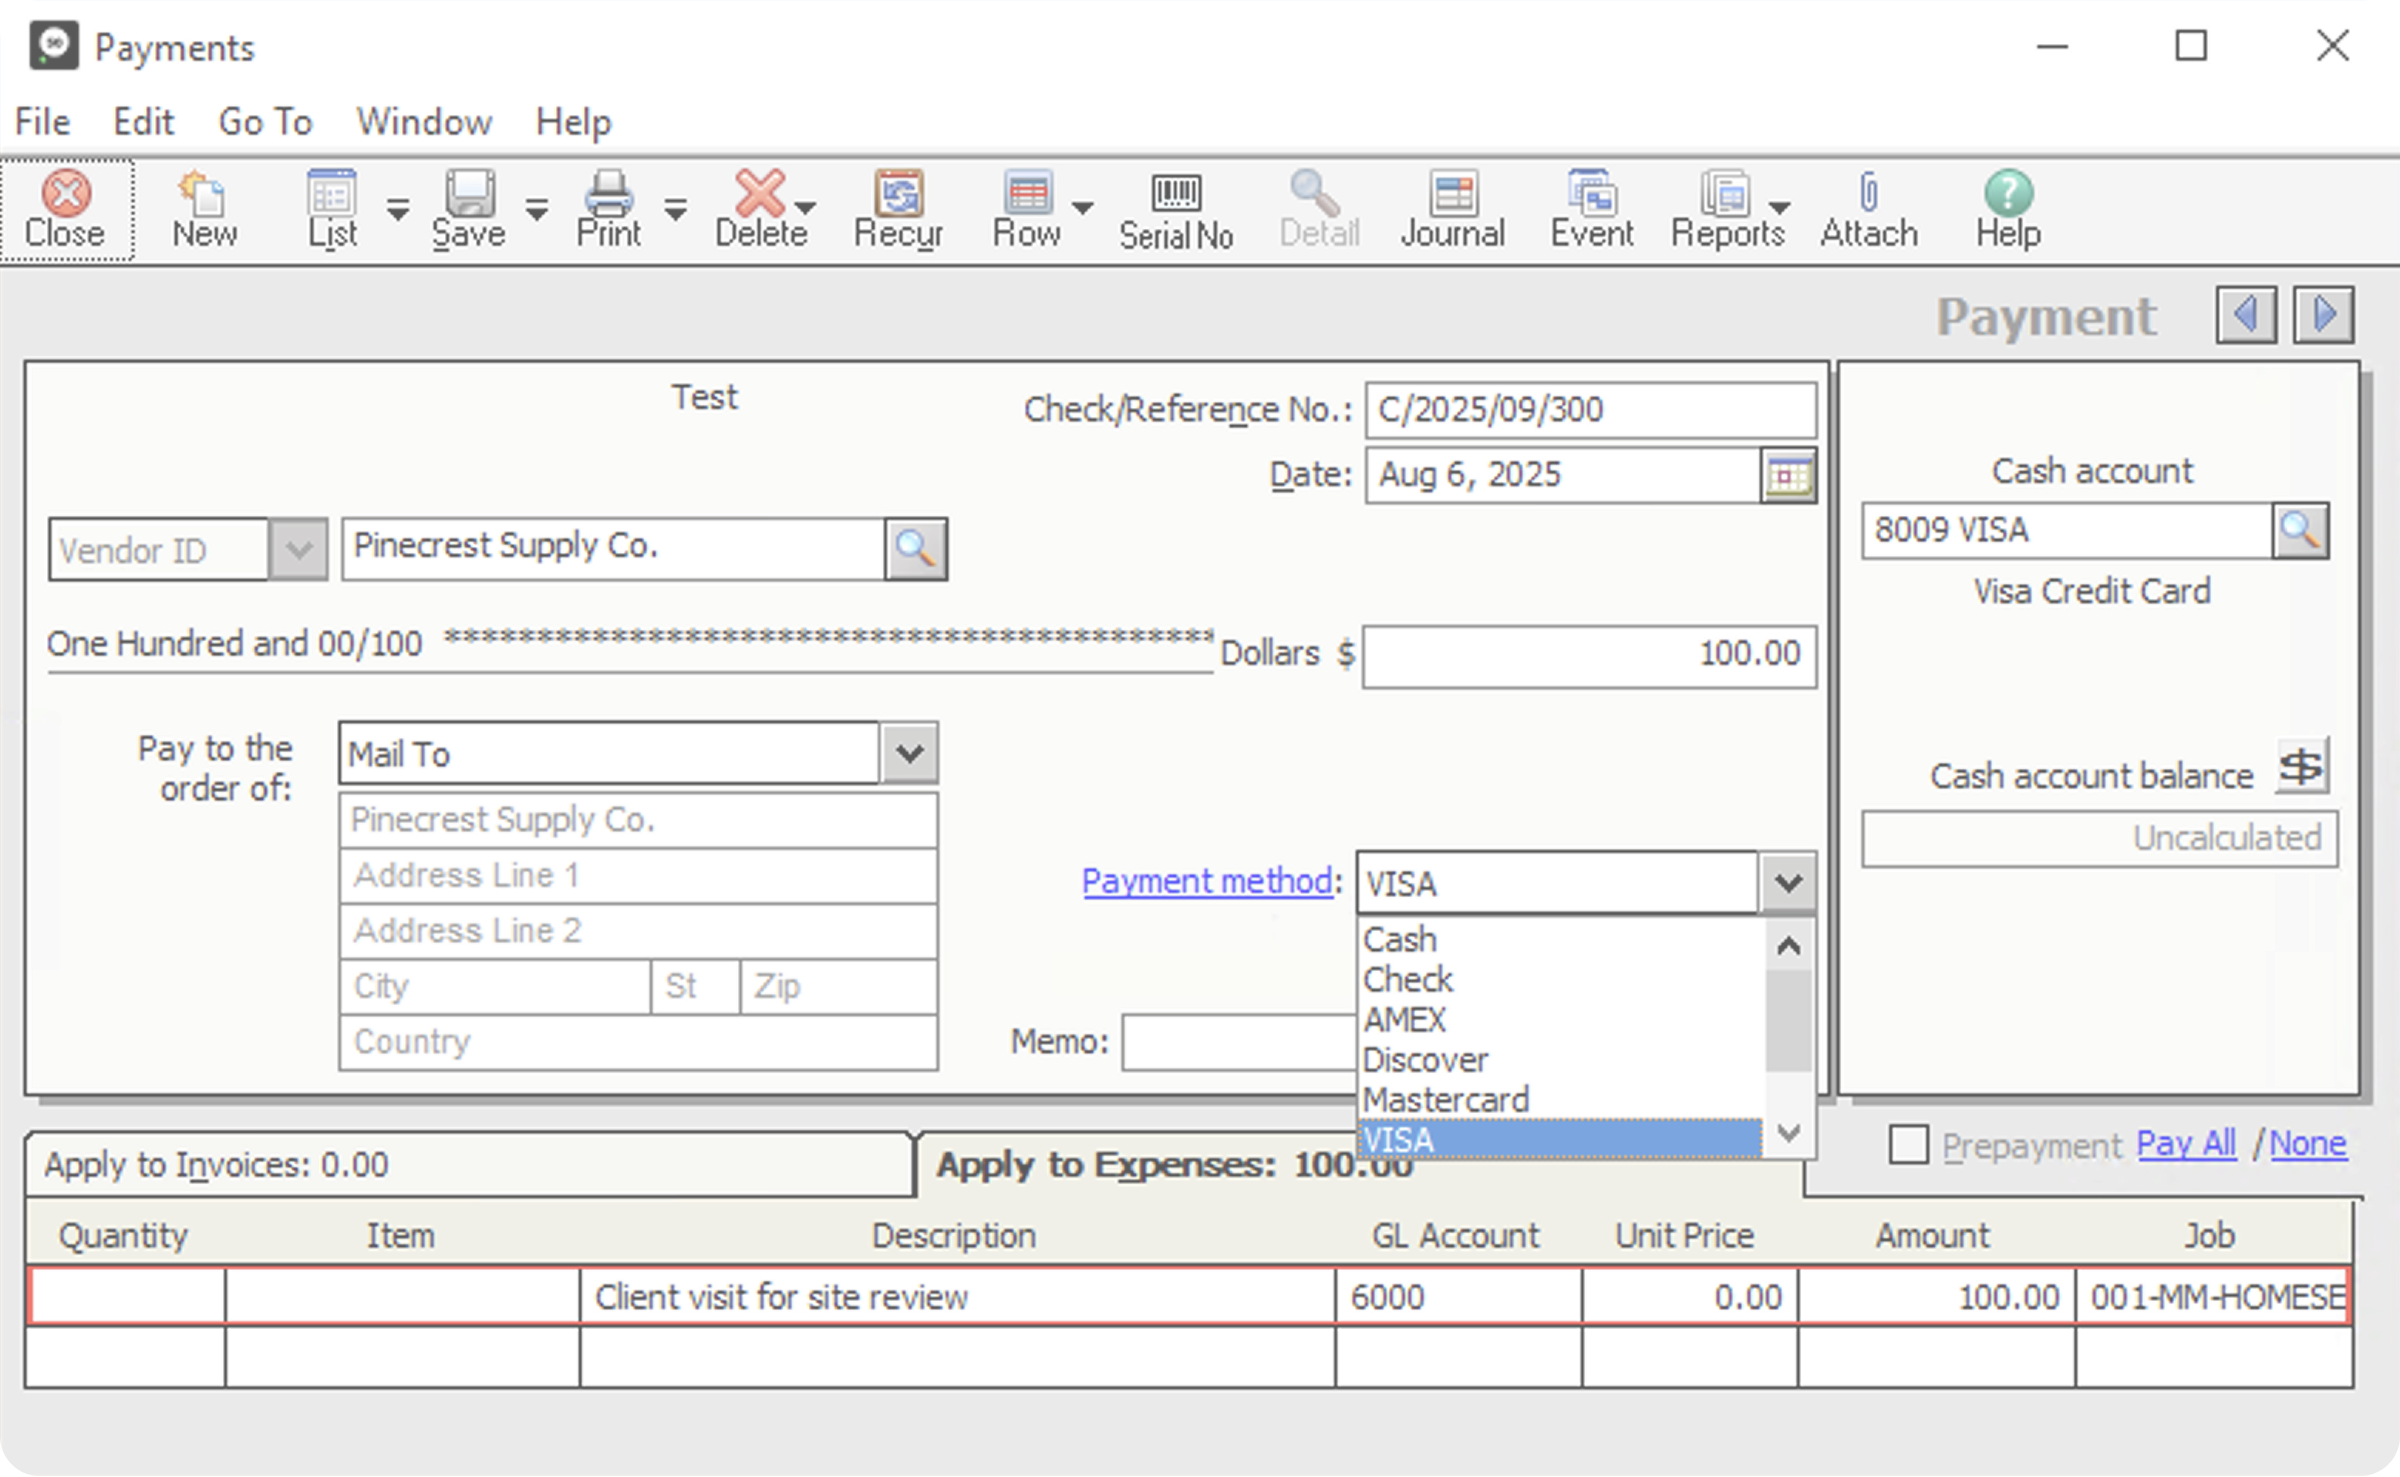 Payments
File Edit Go To Window Help
Close New List Save Print Delete Recur Row Serial No Detail Journal Event Reports Attach Help
Payment
Test
Check/Reference No.: C/2025/09/300
Date: Aug 6, 2025
Cash account
8009 VISA
Visa Credit Card
Vendor ID Pinecrest Supply Co.
One Hundred and 00/100 ****************************************** Dollars $ 100.00
Pay to the
order of:
Mail To
Pinecrest Supply Co.
Address Line 1
Address Line 2
City St Zip
Country
Cash account balance $
Uncalculated
Payment method: VISA
Cash
Check
AMEX
Discover
Mastercard
VISA
Memo:
Apply to Invoices: 0.00 Apply to Expenses: 100.00 Prepayment Pay All / None
Quantity Item Description GL Account Unit Price Amount Job
Client visit for site review 6000 0.00 100.00 001-MM-HOMESE